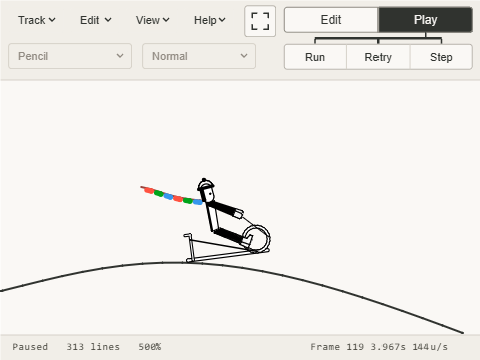 Track Edit View Help Edit Play
Pencil Normal Run Retry Step
Paused 313 lines 500% Frame 119 3.967s 144u/s